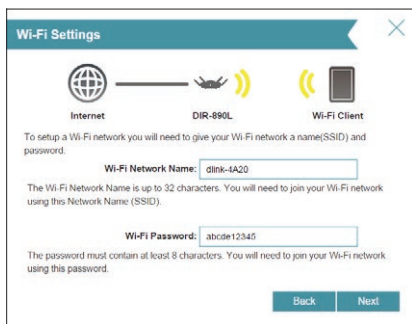 Wi-Fi Settings
Internet DIR-890L Wi-Fi Client
To setup a Wi-Fi network you will need to give your Wi-Fi network a name(SSID) and
password.
Wi-Fi Network Name: dlink-4A20
The Wi-Fi Network Name is up to 32 characters. You will need to join your Wi-Fi network
using this Network Name (SSID).
Wi-Fi Password: abcde12345
The password must contain at least 8 characters. You will need to join your Wi-Fi network
using this password.
Back Next